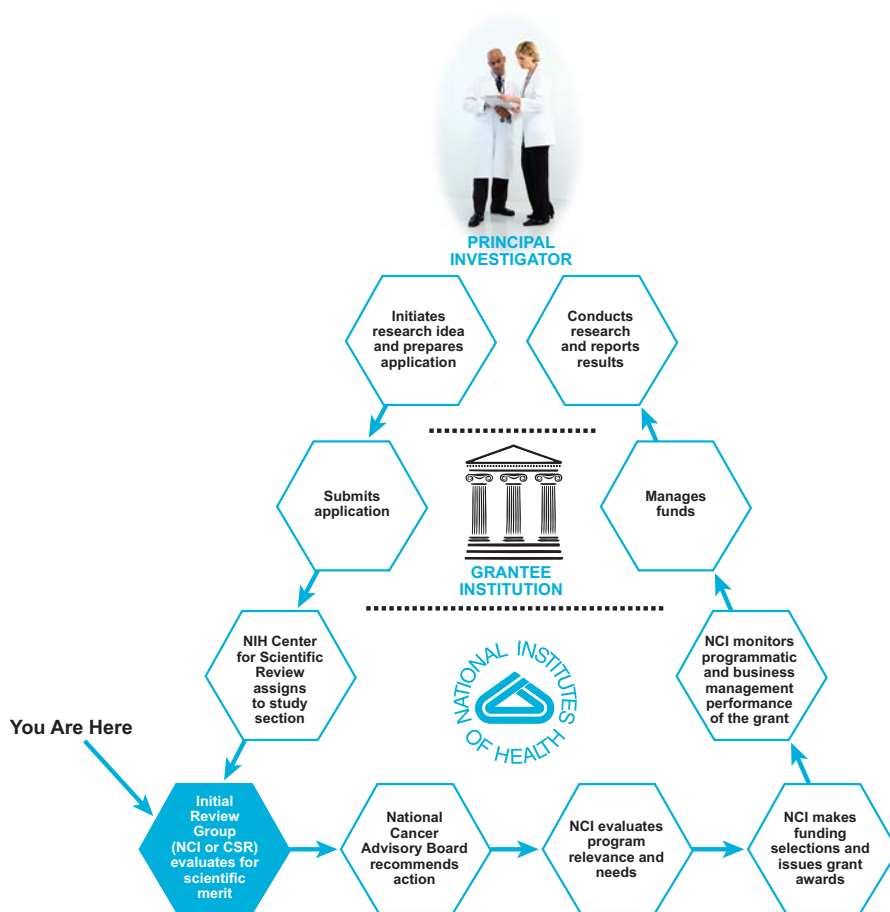 PRINCIPAL
INVESTIGATOR
Initiates
research idea
and prepares
application
Conducts
research
and reports
results
Submits
application
GRANTEE
INSTITUTION
Manages
funds
NIH Center
for Scientific
Review
assigns
to study
section
NATIONAL INSTITUTES
OF HEALTH
NCI monitors
programmatic
and business
management
performance
of the grant
You Are Here
Initial
Review
Group
(NCI or CSR)
evaluates for
scientific
merit
National
Cancer
Advisory Board
recommends
action
NCI evaluates
program
relevance and
needs
NCI makes
funding
selections and
issues grant
awards